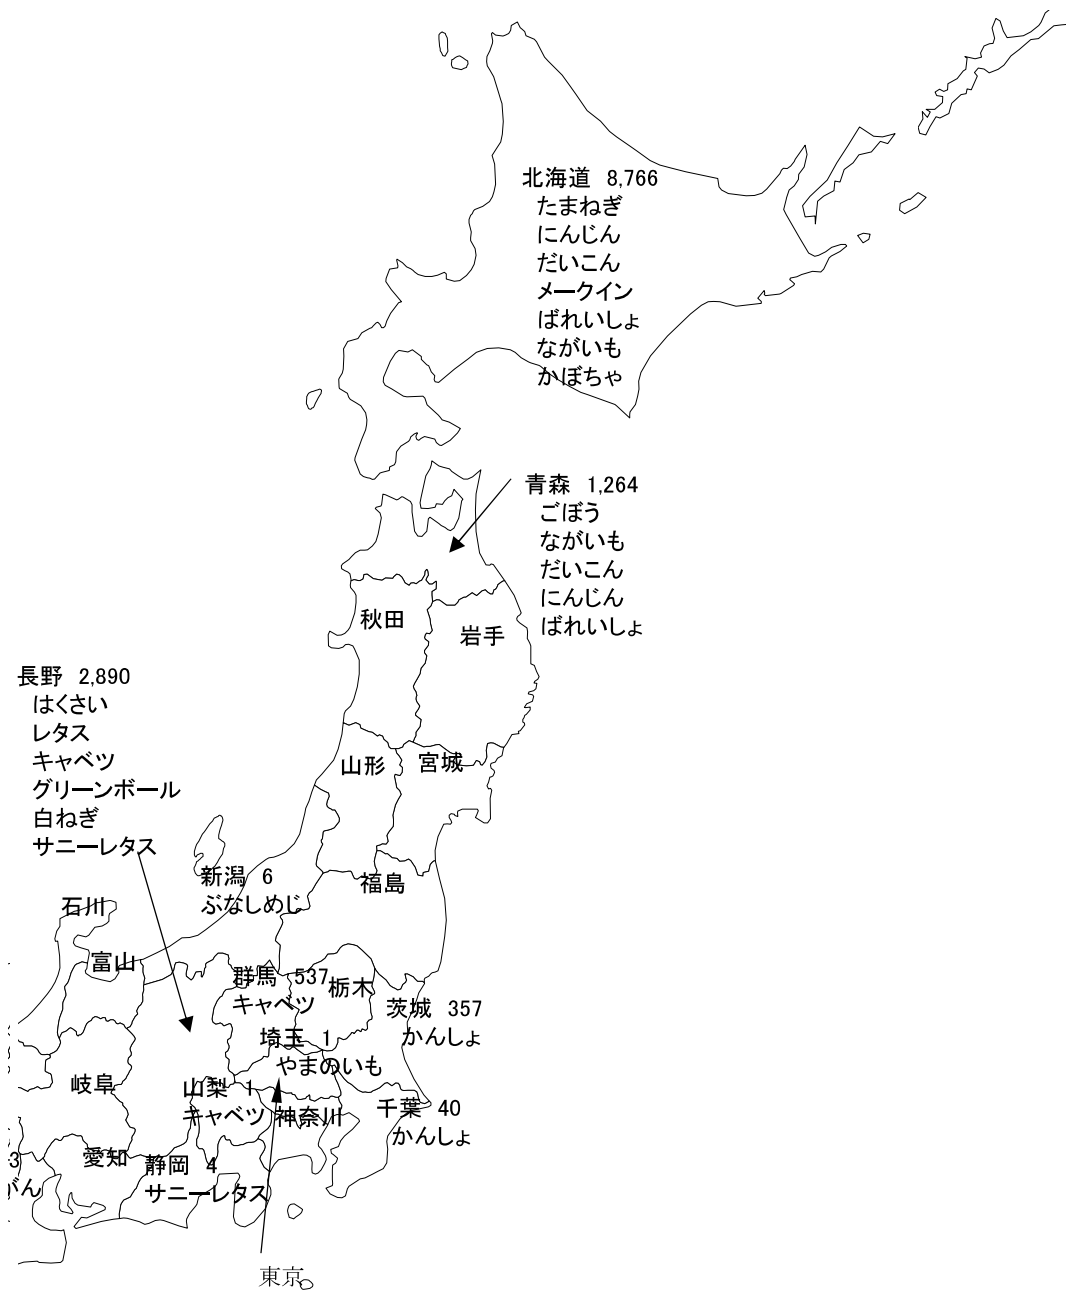 北海道 8,766
たまねぎ
にんじん
だいこん
メークイン
ばれいしょ
ながいも
かぼちゃ
青森 1,264
ごぼう
ながいも
だいこん
にんじん
ばれいしょ
秋田
岩手
長野 2,890
はくさい
レタス
キャベツ
グリーンボール
白ねぎ
サニーレタス
山形
宮城
新潟 6
ぶなしめじ
福島
石川
富山
群馬 537
キャベツ
栃木
茨城 357
かんしょ
埼玉 1
やまのいも
岐阜
山梨 1
キャベツ
神奈川
千葉 40
かんしょ
愛知
静岡 4
サニーレタス
3
がん
東京